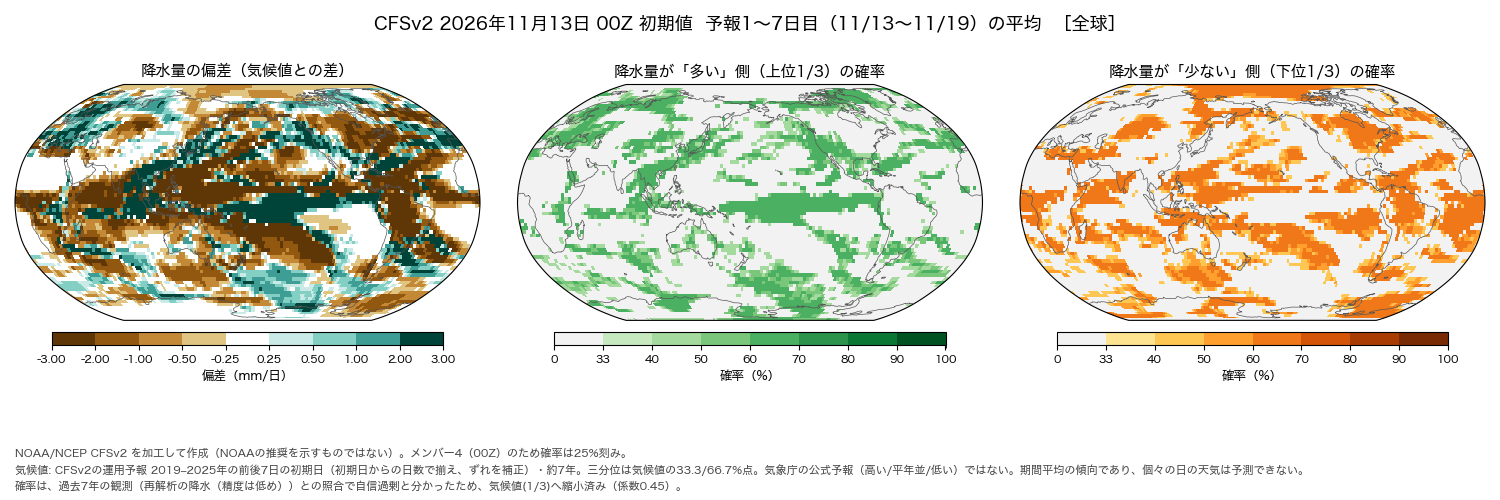 CFSv2 2026年11月13日 00Z 初期値 予報1〜7日目（11/13〜11/19）の平均 ［全球］
降水量の偏差（気候値との差）
降水量が「多い」側（上位1/3）の確率
降水量が「少ない」側（下位1/3）の確率
-3.00 -2.00 -1.00 -0.50 -0.25 0.25 0.50 1.00 2.00 3.00
偏差（mm/日）
0 33 40 50 60 70 80 90 100
確率（%）
0 33 40 50 60 70 80 90 100
確率（%）
NOAA/NCEP CFSv2 を加工して作成（NOAAの推奨を示すものではない）。メンバー4（00Z）のため確率は25%刻み。
気候値: CFSv2の運用予報 2019–2025年の前後7日の初期日（初期日からの日数で揃え、ずれを補正）・約7年。三分位は気候値の33.3/66.7%点。気象庁の公式予報（高い/平年並/低い）ではない。期間平均の傾向であり、個々の日の天気は予測できない。
確率は、過去7年の観測（再解析の降水（精度は低め））との照合で自信過剰と分かったため、気候値(1/3)へ縮小済み（係数0.45）。